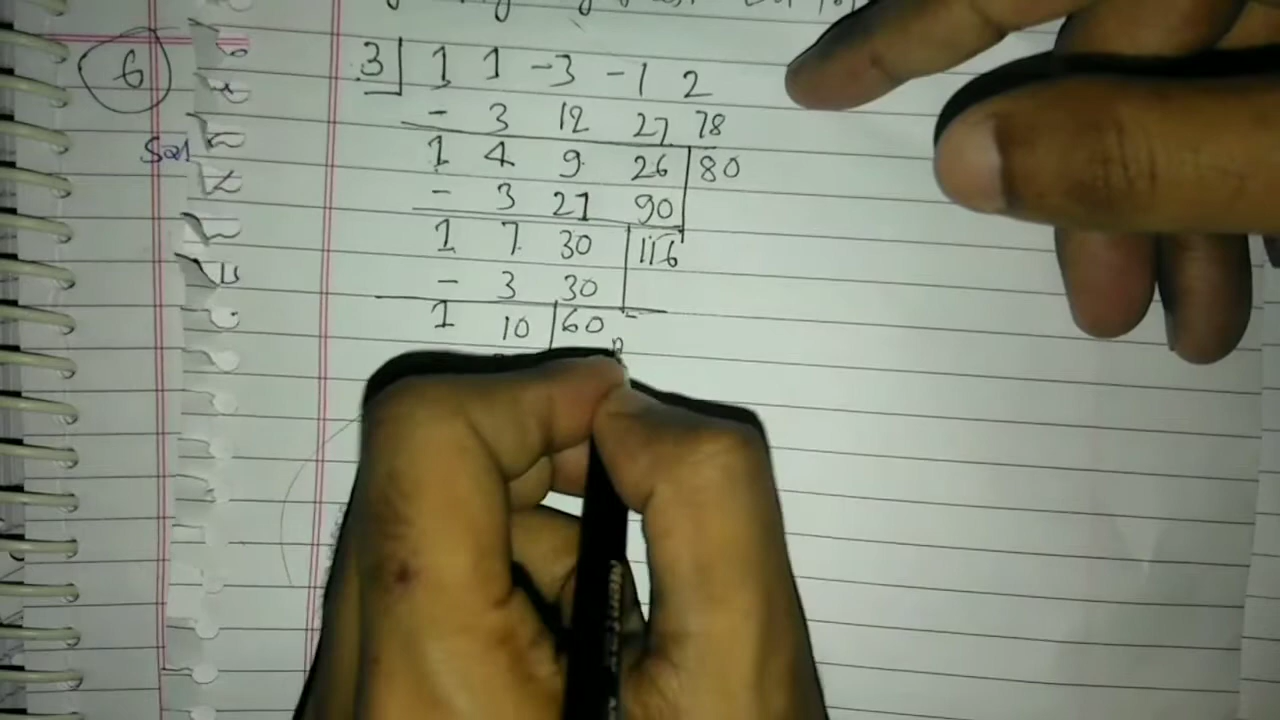 6
3 1 1 -3 -1 2
- 3 12 27 78
Sol 1 4 9 26 80
- 3 21 90
1 7 30 116
- 3 30
1 10 60